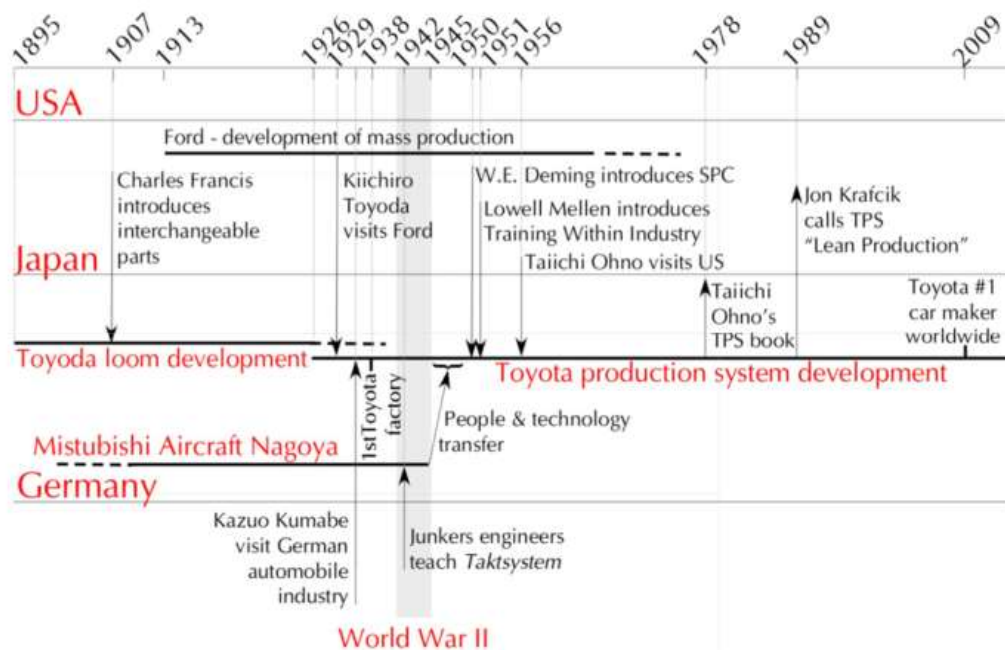 1895 1907 1913 1926 1929 1938 1942 1945 1950 1951 1956 1978 1989 2009
USA
Ford - development of mass production
Charles Francis
introduces
interchangeable
parts
Kiichiro
Toyoda
visits Ford
W.E. Deming introduces SPC
Lowell Mellen introduces
Training Within Industry
Taiichi Ohno visits US
Jon Krafcik
calls TPS
“Lean Production”
Japan
Taiichi
Ohno’s
TPS book
Toyota #1
car maker
worldwide
Toyoda loom development
Toyota production system development
1stToyota
factory
People & technology
transfer
Mistubishi Aircraft Nagoya
Germany
Kazuo Kumabe
visit German
automobile
industry
Junkers engineers
teach Taktsystem
World War II